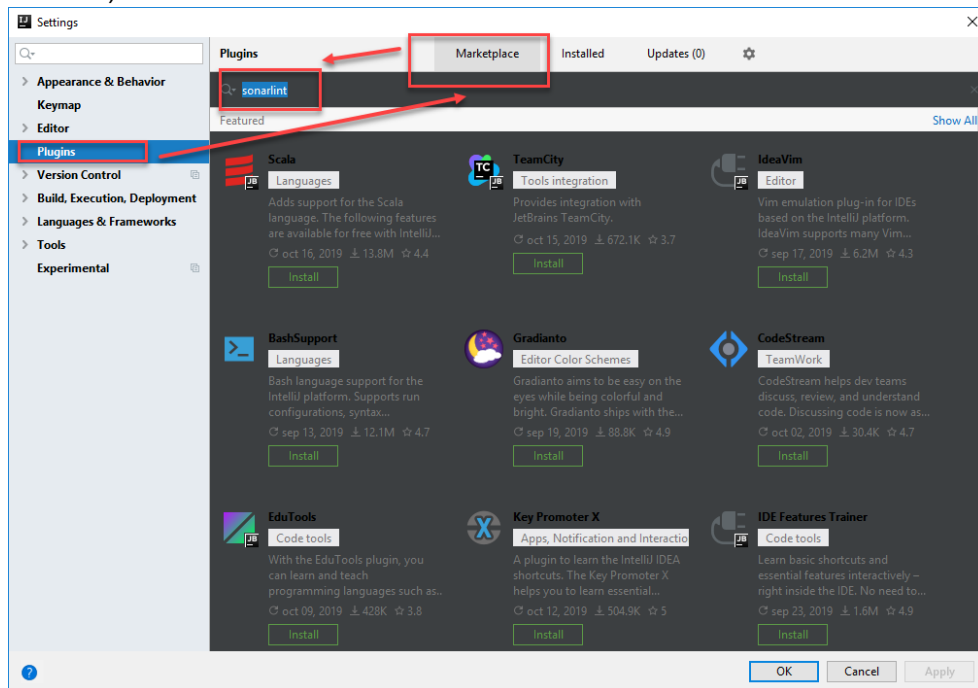 Settings
Plugins
Marketplace
Installed
Updates (0)
sonarlint
Appearance & Behavior
Keymap
Editor
Plugins
Version Control
Build, Execution, Deployment
Languages & Frameworks
Tools
Experimental
Featured
Show All
Scala
Languages
Adds support for the Scala
language. The following features
are available for free with IntelliJ...
oct 16, 2019 13.8M 4.4
Install
TeamCity
Tools integration
Provides integration with
JetBrains TeamCity.
oct 15, 2019 672.1K 3.7
Install
IdeaVim
Editor
Vim emulation plug-in for IDEs
based on the IntelliJ platform.
IdeaVim supports many Vim...
sep 17, 2019 6.2M 4.3
Install
BashSupport
Languages
Bash language support for the
IntelliJ platform. Supports run
configurations, syntax...
sep 13, 2019 12.1M 4.7
Install
Gradianto
Editor Color Schemes
Gradianto aims to be easy on the
eyes while being colorful and
bright. Gradianto ships with the...
sep 19, 2019 88.8K 4.9
Install
CodeStream
TeamWork
CodeStream helps dev teams
discuss, review, and understand
code. Discussing code is now as...
oct 02, 2019 30.4K 4.7
Install
EduTools
Code tools
With the EduTools plugin, you
can learn and teach
programming languages such as..
oct 09, 2019 428K 3.8
Install
Key Promoter X
Apps, Notification and Interactio
A plugin to learn the IntelliJ IDEA
shortcuts. The Key Promoter X
helps you to learn essential...
oct 12, 2019 504.9K 5
Install
IDE Features Trainer
Code tools
Learn basic shortcuts and
essential features interactively –
right inside the IDE. No need to...
sep 23, 2019 1.6M 4.9
Install
OK
Cancel
Apply